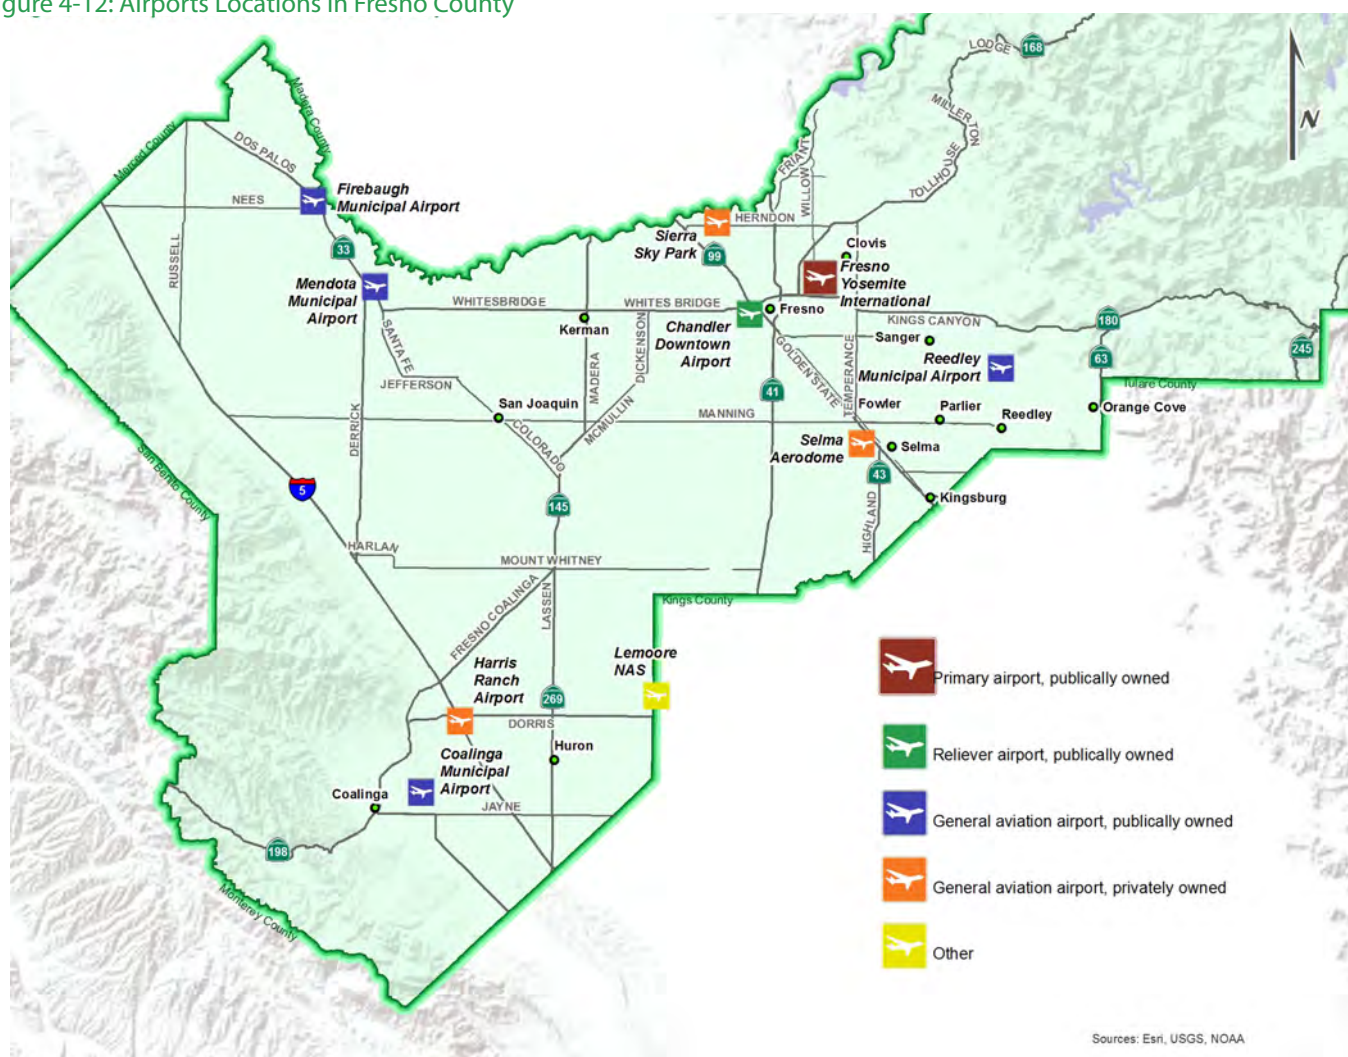 gure 4-12: Airports Locations in Fresno County
LODGE
168
Madera County
MILLERTON
N
Merced County
DOS PALOS
FRIANT
TOLLHOUSE
WILLOW
NEES
Firebaugh
Municipal Airport
HERNDON
Sierra
Sky Park
RUSSELL
33
99
Clovis
Fresno
Yosemite
International
Mendota
Municipal
Airport
WHITESBRIDGE
WHITES BRIDGE
Fresno
KINGS CANYON
180
Kerman
Chandler
Downtown
Airport
SANTA FE
DICKENSON
GOLDEN STATE
TEMPERANCE
Sanger
63
245
Reedley
Municipal Airport
JEFFERSON
MADERA
41
Tulare County
San Joaquin
MCMULLIN
MANNING
Fowler
Parlier
Reedley
Orange Cove
DERRICK
COLORADO
Selma
Aerodome
Selma
San Benito County
5
43
145
Kingsburg
HIGHLAND
HARLAN
MOUNT WHITNEY
FRESNO COALINGA
LASSEN
Kings County
Lemoore
NAS
Harris
Ranch
Airport
269
DORRIS
Coalinga
Municipal
Airport
Huron
Coalinga
JAYNE
198
Monterey County
Primary airport, publically owned
Reliever airport, publically owned
General aviation airport, publically owned
General aviation airport, privately owned
Other
Sources: Esri, USGS, NOAA